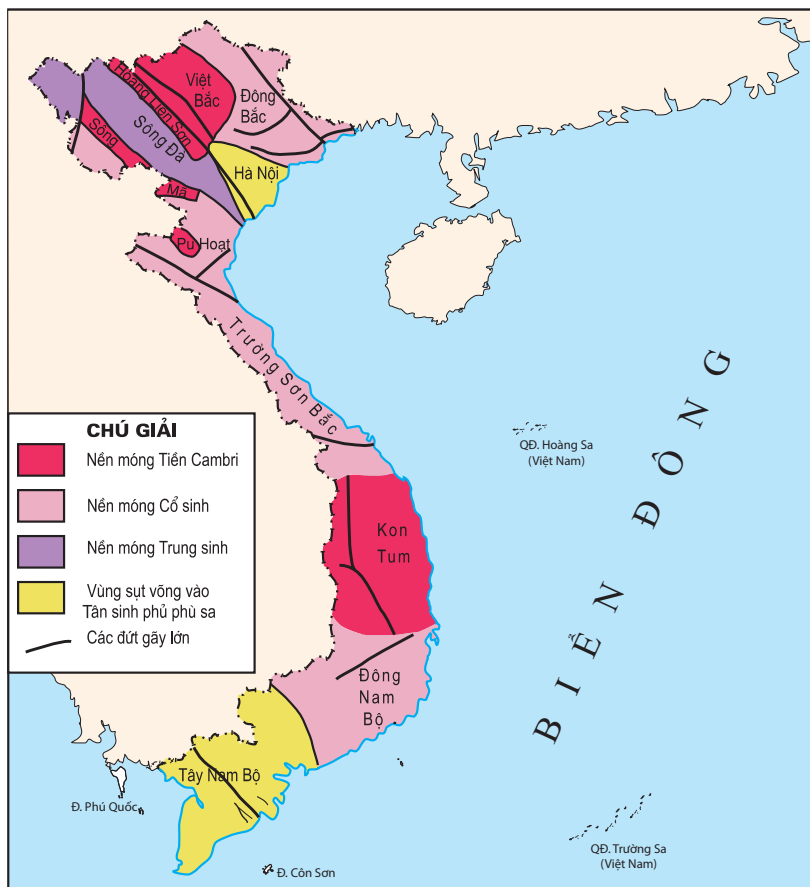 Hoàng Liên Sơn
Việt
Bắc
Đông
Bắc
Sông
Sông Đà
Hà Nội
Mã
Pu Hoạt
Trường Sơn Bắc
CHÚ GIẢI
Nền móng Tiền Cambri
Nền móng Cổ sinh
Nền móng Trung sinh
Vùng sụt võng vào
Tân sinh phủ phù sa
Các đứt gãy lớn
QĐ. Hoàng Sa
(Việt Nam)
BIỂN ĐÔNG
Kon
Tum
Đông
Nam
Bộ
Tây Nam Bộ
Đ. Phú Quốc
Đ. Côn Sơn
QĐ. Trường Sa
(Việt Nam)